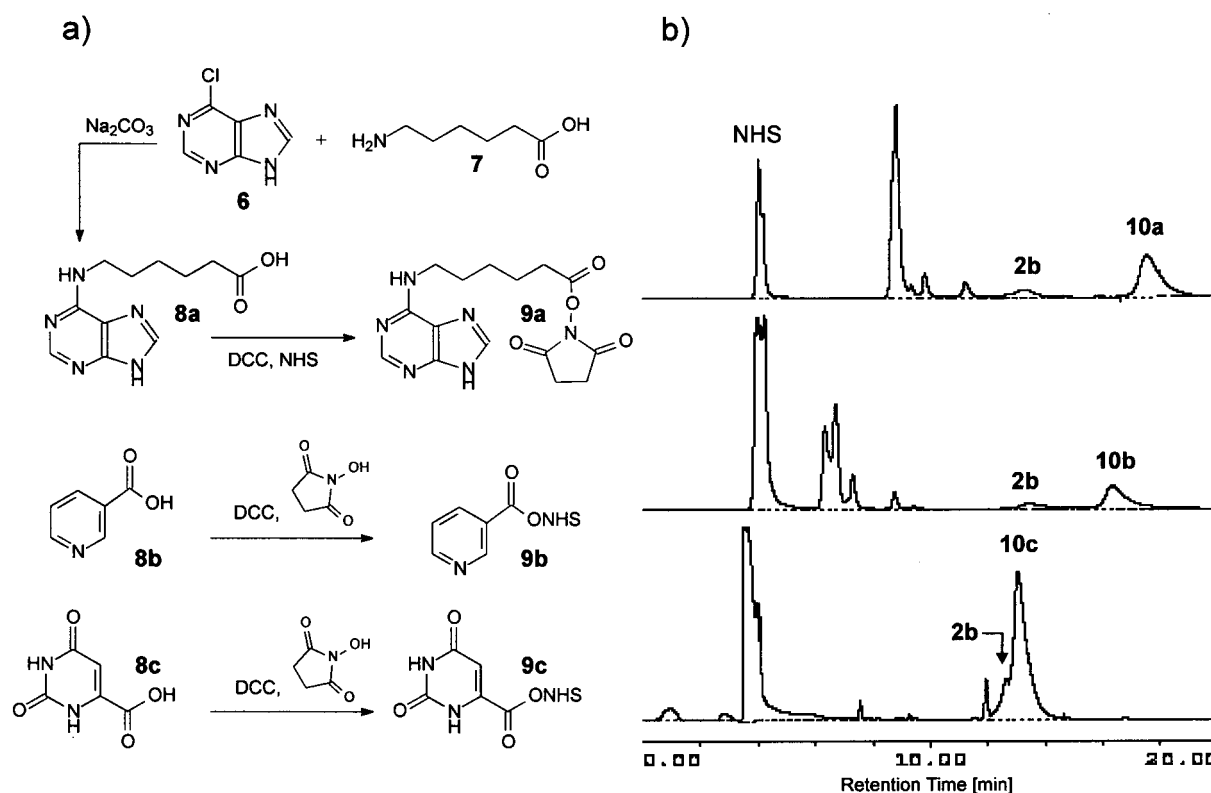 a)
Cl
N
N
N
N
H
6
Na₂CO₃
+
H₂N
OH
O
7
HN
OH
O
N
N
N
N
H
8a
DCC, NHS
HN
O
O
N
O
O
N
N
N
N
H
9a
O
OH
N
8b
O
N
OH
O
DCC,
O
ONHS
N
9b
O
HN
O
N
H
OH
O
8c
O
N
OH
O
DCC,
O
HN
O
N
H
ONHS
O
9c
b)
NHS
2b
10a
2b
10b
2b
10c
0.00
10.00
20.00
Retention Time [min]